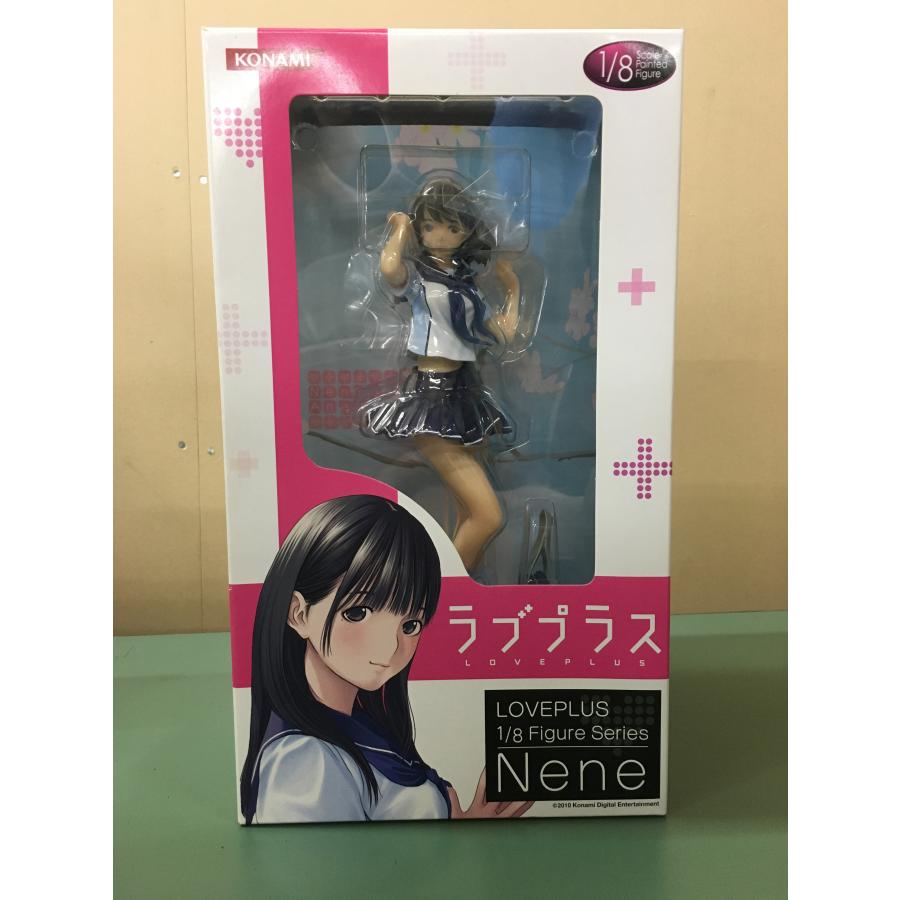 KONAMI
1/8
Scale
Painted
Figure
ラブプラス
LOVEPLUS
LOVEPLUS
1/8 Figure Series
Nene
©2010 Konami Digital Entertainment